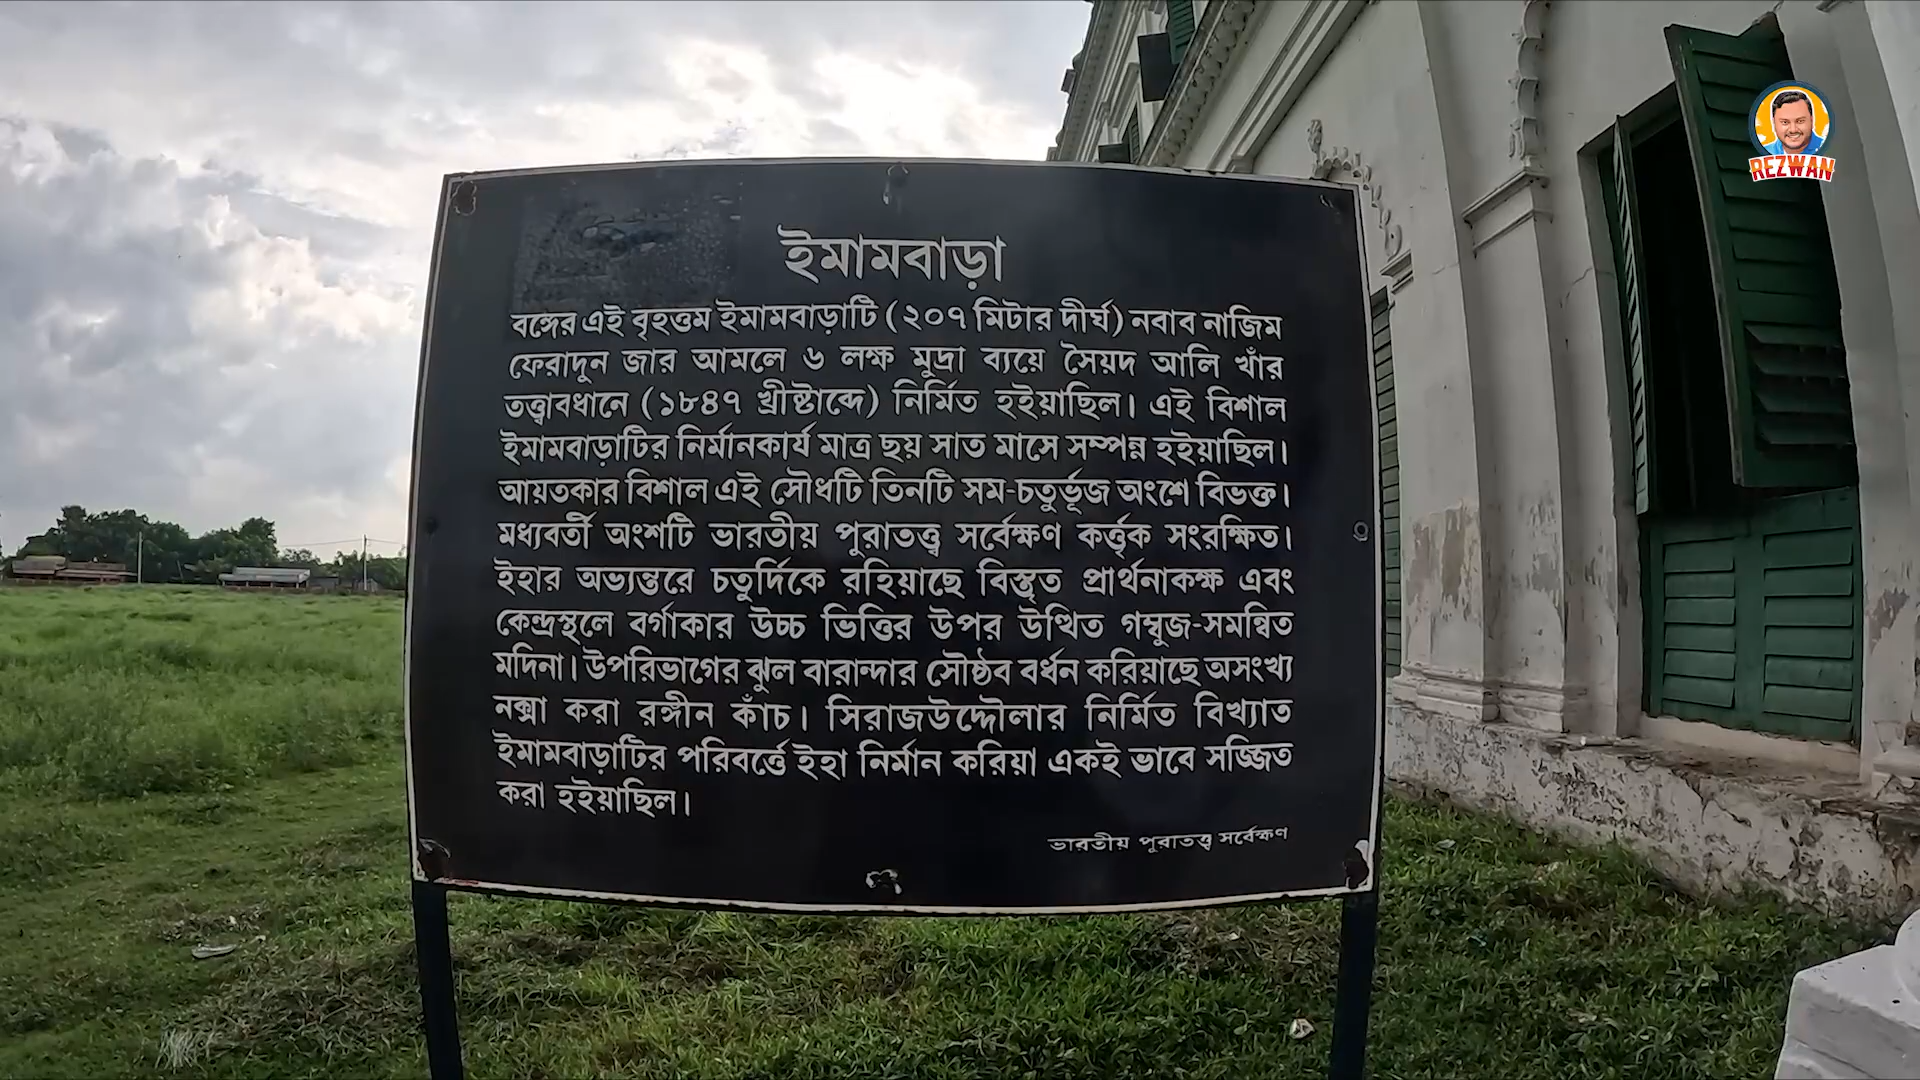 ইমামবাড়া
বঙ্গের এই বৃহত্তম ইমামবাড়াটি (২০৭ মিটার দীর্ঘ) নবাব নাজিম
ফেরাদুন জার আমলে ৬ লক্ষ মুদ্রা ব্যয়ে সৈয়দ আলি খাঁর
তত্ত্বাবধানে (১৮৪৭ খ্রীষ্টাব্দে) নির্মিত হইয়াছিল। এই বিশাল
ইমামবাড়াটির নির্মানকার্য মাত্র ছয় সাত মাসে সম্পন্ন হইয়াছিল।
আয়তকার বিশাল এই সৌধটি তিনটি সম-চতুর্ভূজ অংশে বিভক্ত।
মধ্যবর্তী অংশটি ভারতীয় পুরাতত্ত্ব সর্বেক্ষণ কর্ত্তৃক সংরক্ষিত।
ইহার অভ্যন্তরে চতুর্দিকে রহিয়াছে বিস্তৃত প্রার্থনাকক্ষ এবং
কেন্দ্রস্থলে বর্গাকার উচ্চ ভিত্তির উপর উত্থিত গম্বুজ-সমন্বিত
মদিনা। উপরিভাগের ঝুল বারান্দার সৌষ্ঠব বর্ধন করিয়াছে অসংখ্য
নক্সা করা রঙ্গীন কাঁচ। সিরাজউদ্দৌলার নির্মিত বিখ্যাত
ইমামবাড়াটির পরিবর্ত্তে ইহা নির্মান করিয়া একই ভাবে সজ্জিত
করা হইয়াছিল।
ভারতীয় পুরাতত্ত্ব সর্বেক্ষণ
REZWAN